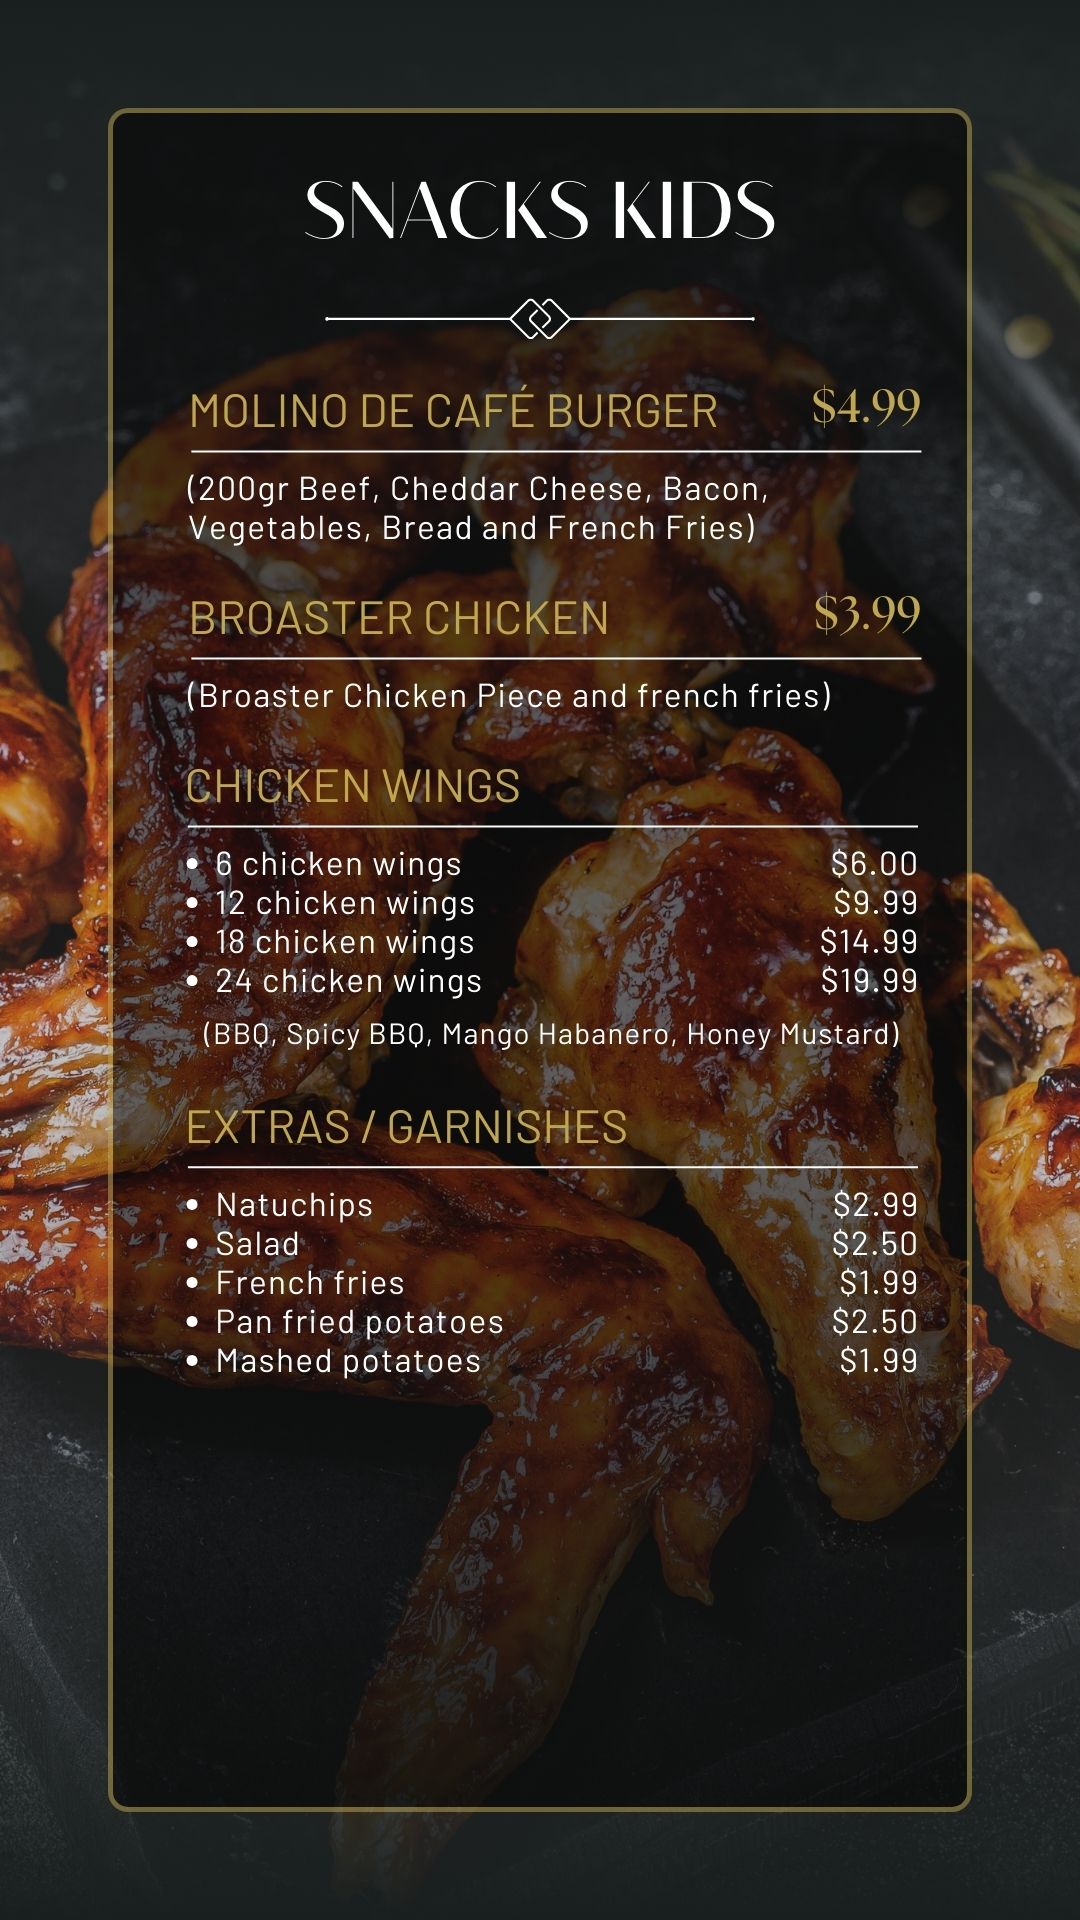 SNACKS KIDS
MOLINO DE CAFÉ BURGER $4.99
(200gr Beef, Cheddar Cheese, Bacon,
Vegetables, Bread and French Fries)
BROASTER CHICKEN $3.99
(Broaster Chicken Piece and french fries)
CHICKEN WINGS
• 6 chicken wings $6.00
• 12 chicken wings $9.99
• 18 chicken wings $14.99
• 24 chicken wings $19.99
(BBQ, Spicy BBQ, Mango Habanero, Honey Mustard)
EXTRAS / GARNISHES
• Natuchips $2.99
• Salad $2.50
• French fries $1.99
• Pan fried potatoes $2.50
• Mashed potatoes $1.99